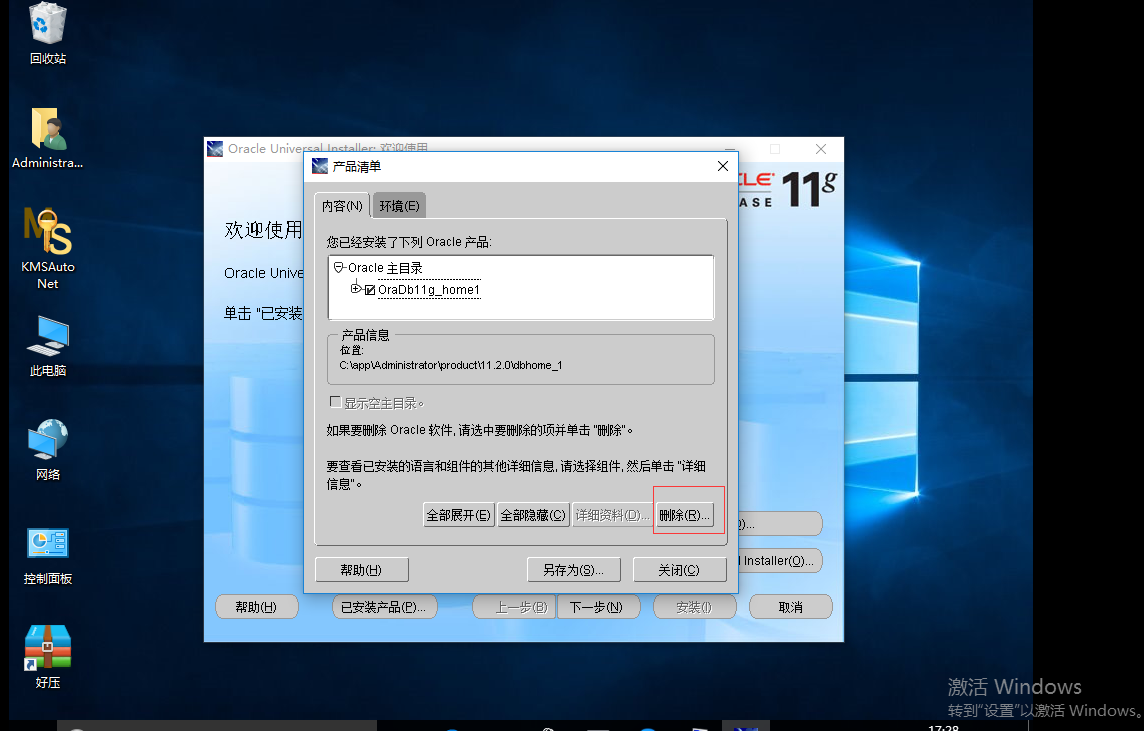 回收站
Administra...
KMSAuto
Net
此电脑
网络
控制面板
好压
Oracle Universal Installer: 欢迎使用
11g
欢迎使用
Oracle Unive
单击 "已安装
产品清单
内容(N)
环境(E)
您已经安装了下列 Oracle 产品:
Oracle 主目录
OraDb11g_home1
产品信息
位置:
C:\app\Administrator\product\11.2.0\dbhome_1
显示空主目录。
如果要删除 Oracle 软件, 请选中要删除的项并单击 "删除"。
要查看已安装的语言和组件的其他详细信息, 请选择组件, 然后单击 "详细
信息"。
全部展开(E)
全部隐藏(C)
详细资料(D)...
删除(R)...
帮助(H)
另存为(S)...
关闭(C)
Installer(O)...
帮助(H)
已安装产品(P)...
上一步(B)
下一步(N)
安装(I)
取消
激活 Windows
转到"设置"以激活 Windows。
17:28